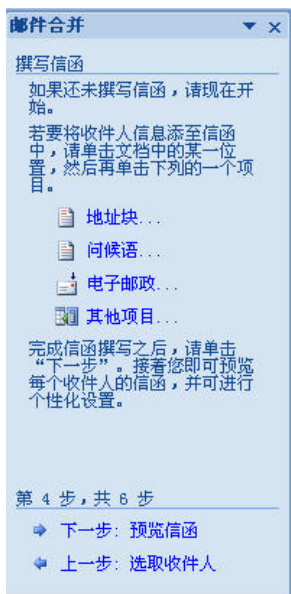 邮件合并
撰写信函
如果还未撰写信函，请现在开
始。
若要将收件人信息添至信函
中，请单击文档中的某一位
置，然后再单击下列的一个项
目。
地址块...
问候语...
电子邮政...
其他项目...
完成信函撰写之后，请单击
“下一步”。接着您即可预览
每个收件人的信函，并可进行
个性化设置。
第 4 步，共 6 步
下一步: 预览信函
上一步: 选取收件人